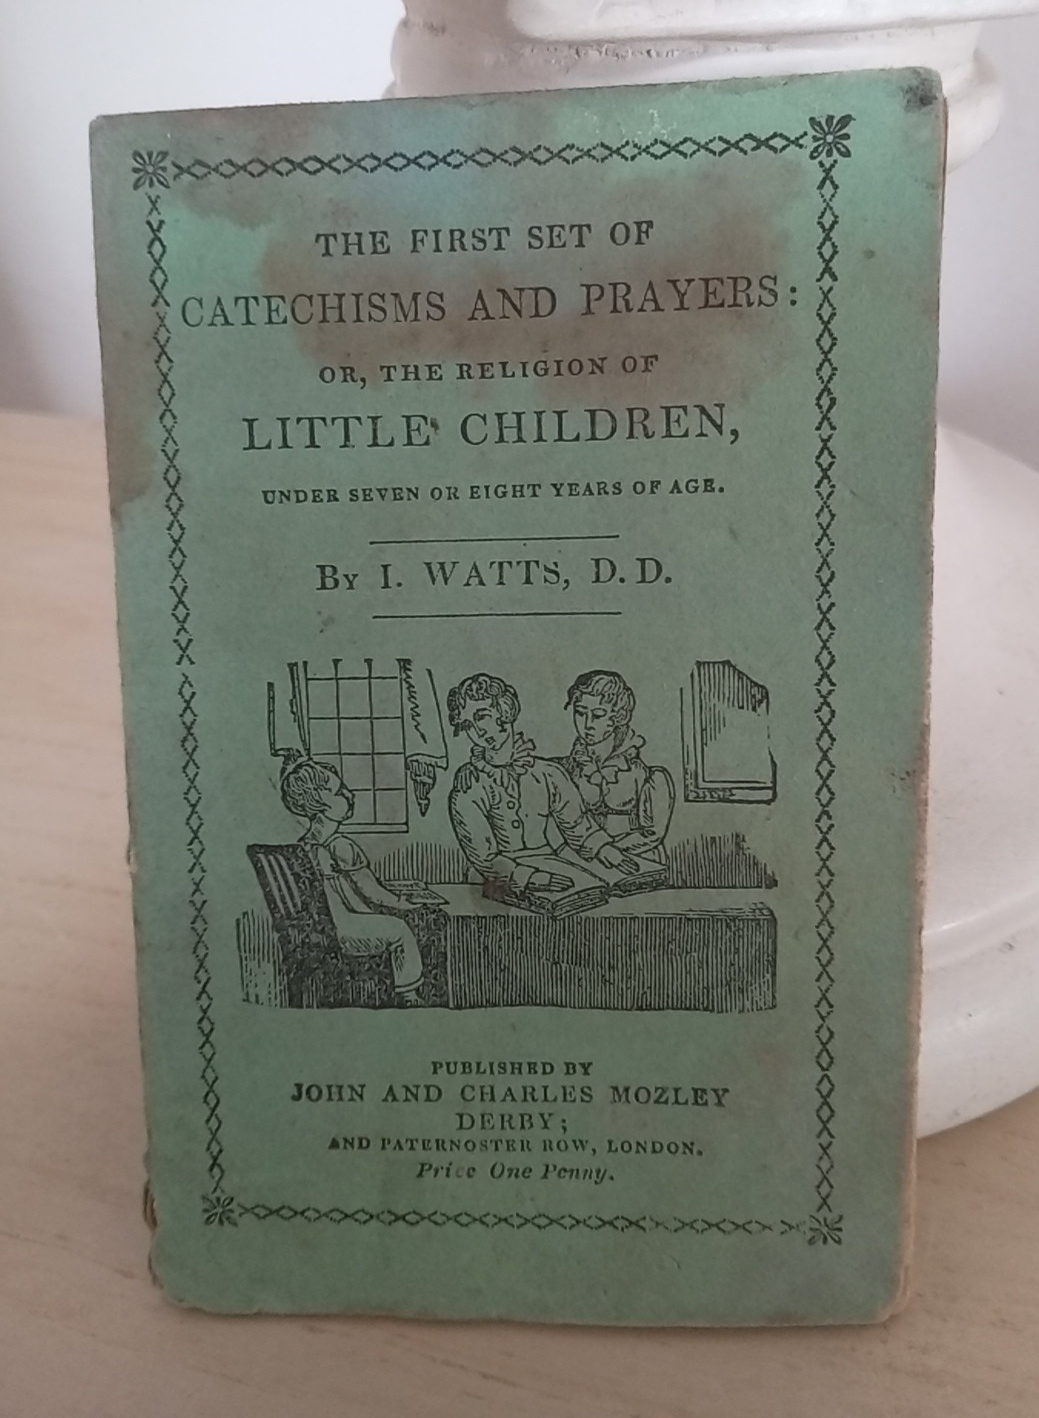 THE FIRST SET OF
CATECHISMS AND PRAYERS:
OR, THE RELIGION OF
LITTLE CHILDREN,
UNDER SEVEN OR EIGHT YEARS OF AGE.
By I. WATTS, D. D.
PUBLISHED BY
JOHN AND CHARLES MOZLEY
DERBY;
AND PATERNOSTER ROW, LONDON.
Price One Penny.